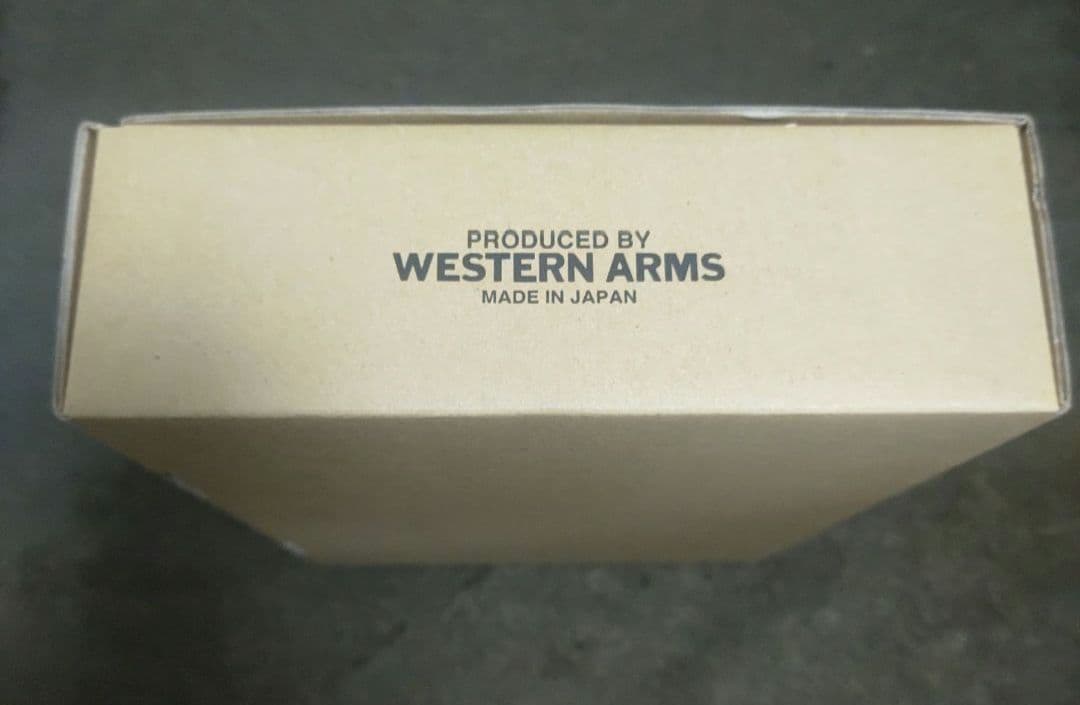 PRODUCED BY
WESTERN ARMS
MADE IN JAPAN